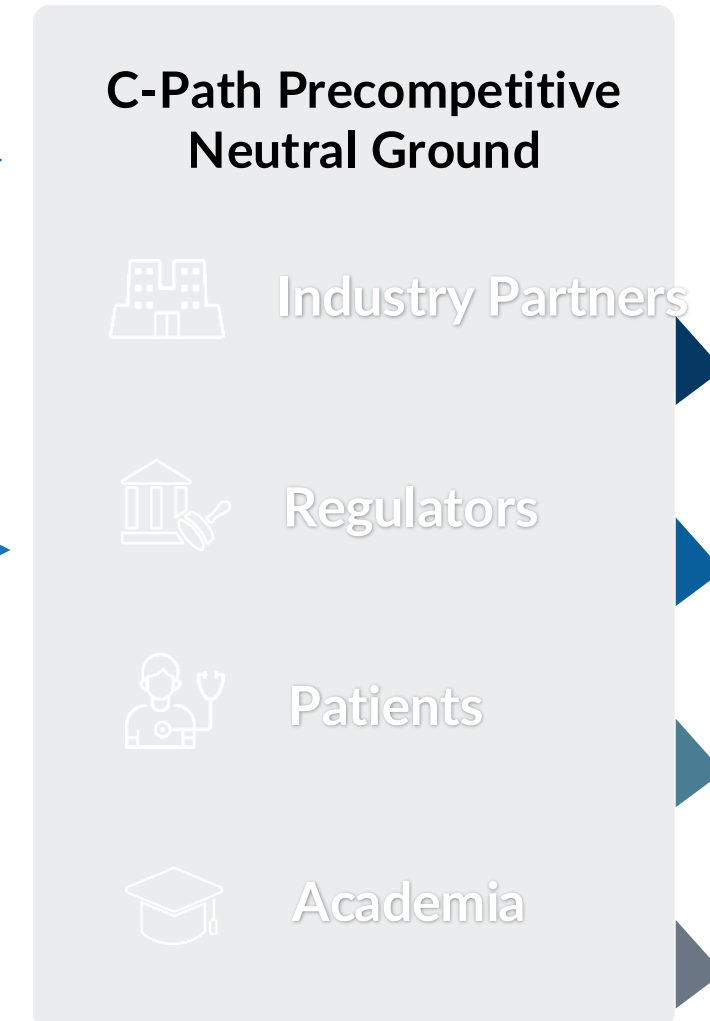 C-Path Precompetitive
Neutral Ground
Industry Partners
Regulators
Patients
Academia